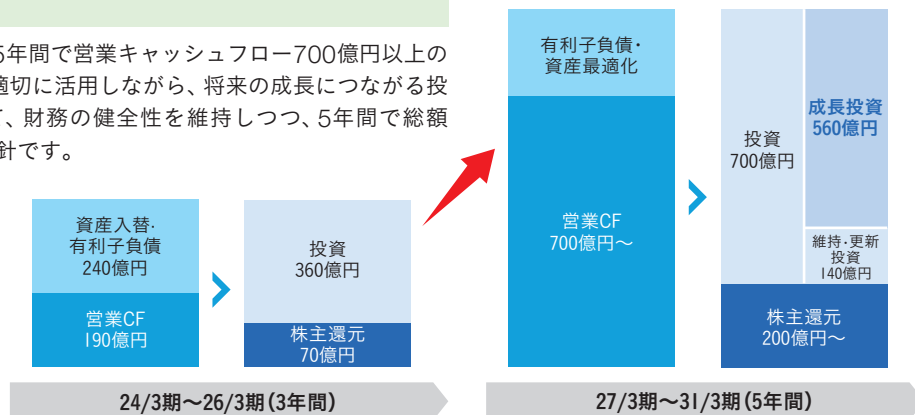 5年間で営業キャッシュフロー700億円以上の
適切に活用しながら、将来の成長につながる投
、財務の健全性を維持しつつ、5年間で総額
針です。
資産入替・
有利子負債
240億円
営業CF
190億円
投資
360億円
株主還元
70億円
24/3期～26/3期(3年間)
有利子負債・
資産最適化
営業CF
700億円～
投資
700億円
成長投資
560億円
維持・更新
投資
140億円
株主還元
200億円～
27/3期～31/3期(5年間)